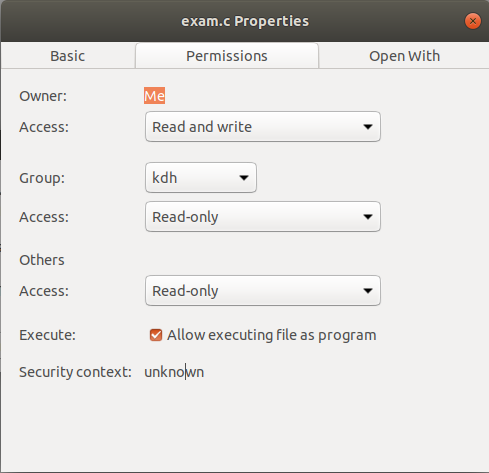 exam.c Properties
Basic Permissions Open With
Owner: Me
Access: Read and write
Group: kdh
Access: Read-only
Others
Access: Read-only
Execute: Allow executing file as program
Security context: unknown